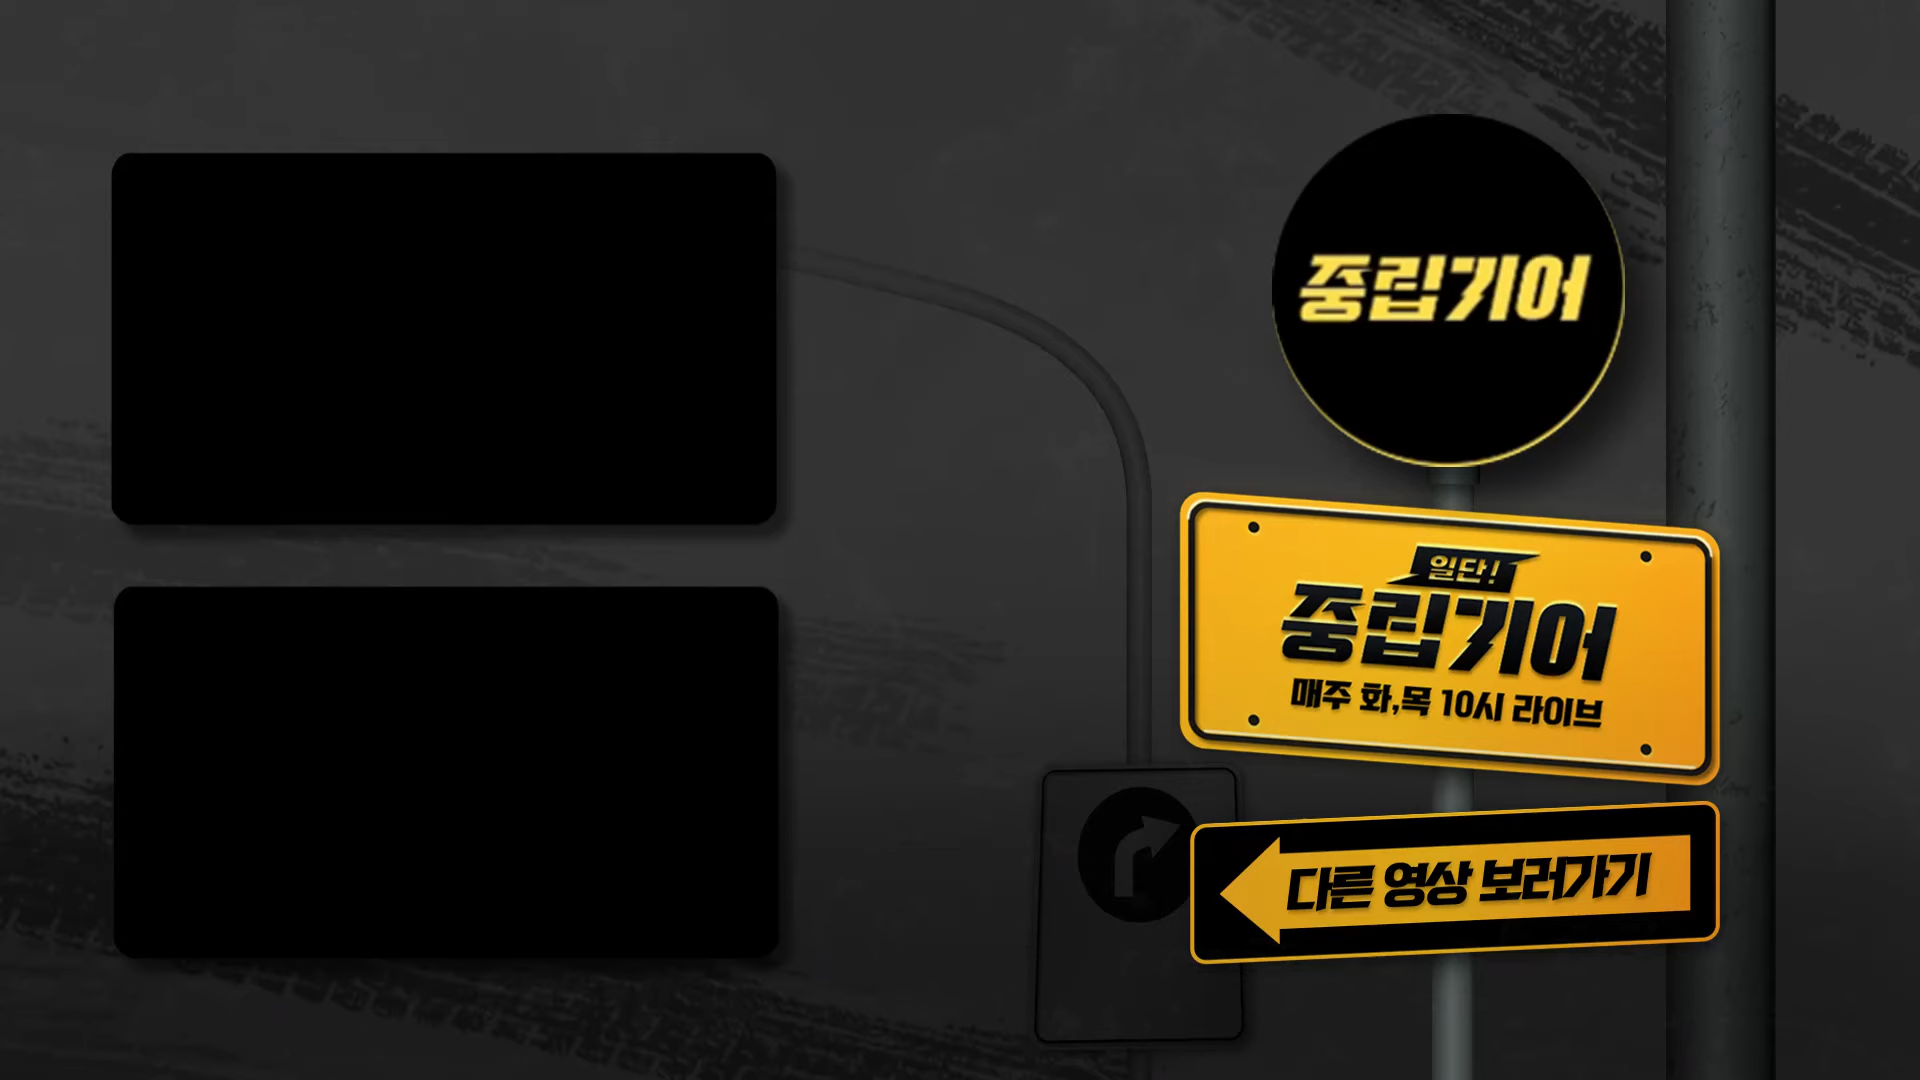 중립기어
일단!
중립기어
매주 화,목 10시 라이브
다른 영상 보러가기